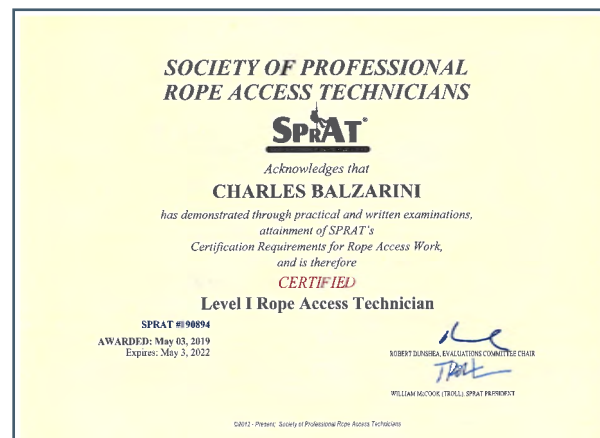 SOCIETY OF PROFESSIONAL
ROPE ACCESS TECHNICIANS
SPRAT®
Acknowledges that
CHARLES BALZARINI
has demonstrated through practical and written examinations,
attainment of SPRAT's
Certification Requirements for Rope Access Work,
and is therefore
CERTIFIED
Level I Rope Access Technician
SPRAT #190894
AWARDED: May 03, 2019
Expires: May 3, 2022
ROBERT DUNSHEA, EVALUATIONS COMMITTEE CHAIR
TROLL
WILLIAM McCOOK (TROLL), SPRAT PRESIDENT
©2012 - Present; Society of Professional Rope Access Technicians